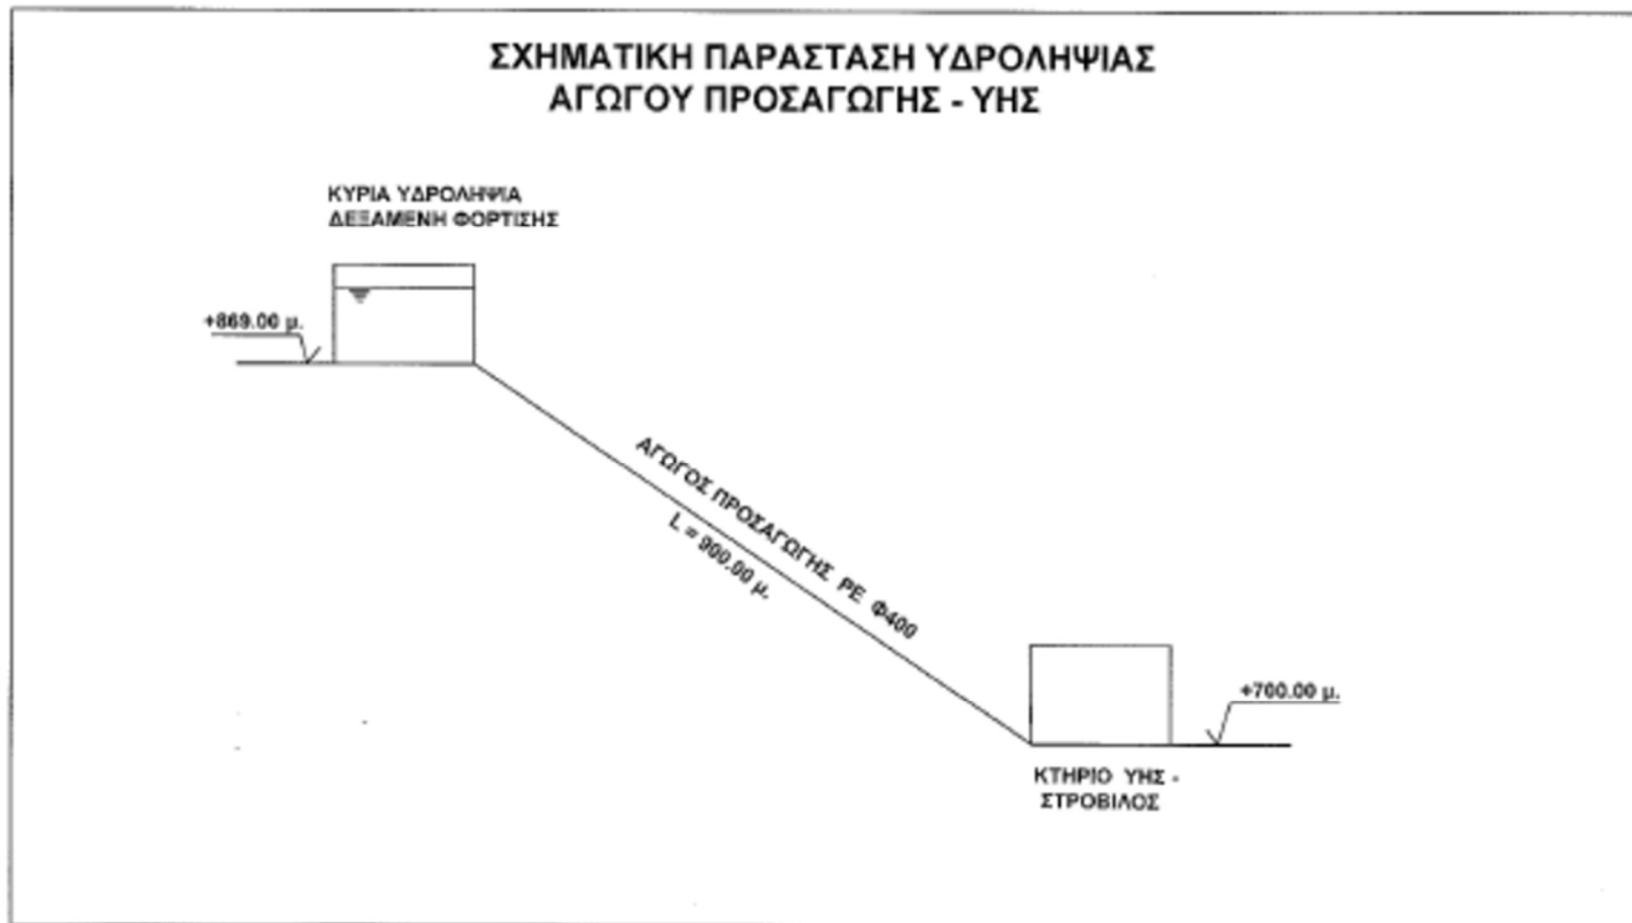 ΣΧΗΜΑΤΙΚΗ ΠΑΡΑΣΤΑΣΗ ΥΔΡΟΛΗΨΙΑΣ
ΑΓΩΓΟΥ ΠΡΟΣΑΓΩΓΗΣ - ΥΗΣ
ΚΥΡΙΑ ΥΔΡΟΛΗΨΙΑ
ΔΕΞΑΜΕΝΗ ΦΟΡΤΙΣΗΣ
+869.00 μ.
ΑΓΩΓΟΣ ΠΡΟΣΑΓΩΓΗΣ PE Φ400
L = 900.00 μ.
+700.00 μ.
ΚΤΗΡΙΟ ΥΗΣ -
ΣΤΡΟΒΙΛΟΣ